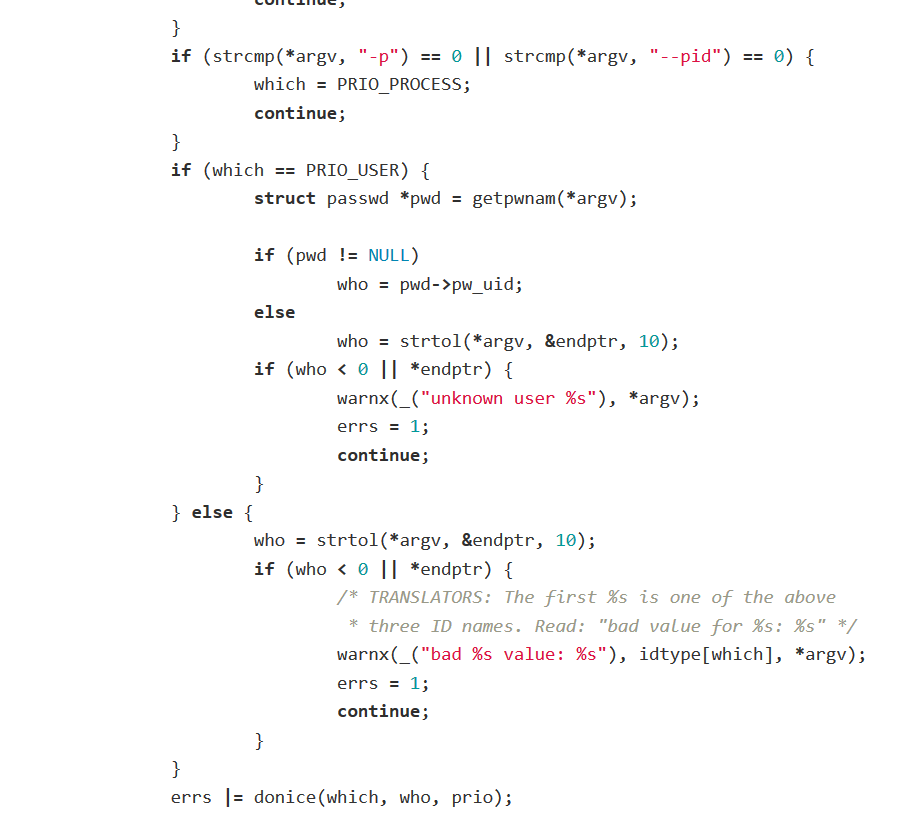 continue;
}
if (strcmp(*argv, "-p") == 0 || strcmp(*argv, "--pid") == 0) {
which = PRIO_PROCESS;
continue;
}
if (which == PRIO_USER) {
struct passwd *pwd = getpwnam(*argv);
if (pwd != NULL)
who = pwd->pw_uid;
else
who = strtol(*argv, &endptr, 10);
if (who < 0 || *endptr) {
warnx(_("unknown user %s"), *argv);
errs = 1;
continue;
}
} else {
who = strtol(*argv, &endptr, 10);
if (who < 0 || *endptr) {
/* TRANSLATORS: The first %s is one of the above
* three ID names. Read: "bad value for %s: %s" */
warnx(_("bad %s value: %s"), idtype[which], *argv);
errs = 1;
continue;
}
}
errs |= donice(which, who, prio);